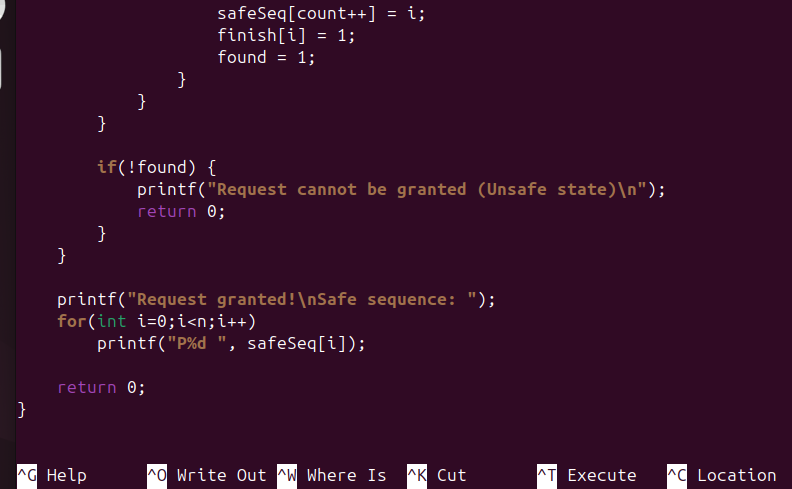 safeSeq[count++] = i;
finish[i] = 1;
found = 1;
}
}
}
if(!found) {
printf("Request cannot be granted (Unsafe state)\n");
return 0;
}
}
printf("Request granted!\nSafe sequence: ");
for(int i=0;i<n;i++)
printf("P%d ", safeSeq[i]);
return 0;
}
^G Help ^O Write Out ^W Where Is ^K Cut ^T Execute ^C Location